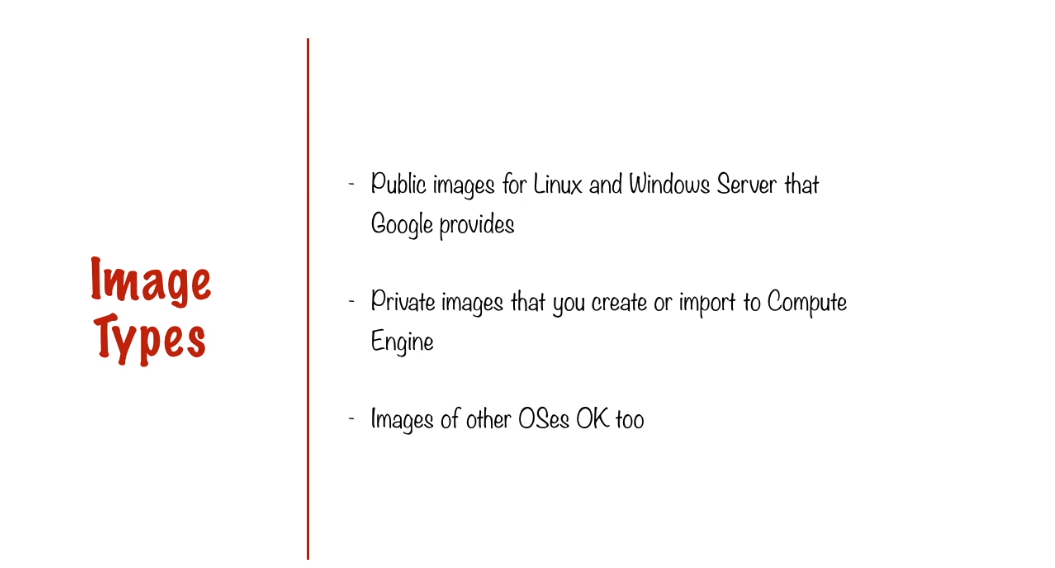 Image
Types
- Public images for Linux and Windows Server that
Google provides
- Private images that you create or import to Compute
Engine
- Images of other OSes OK too